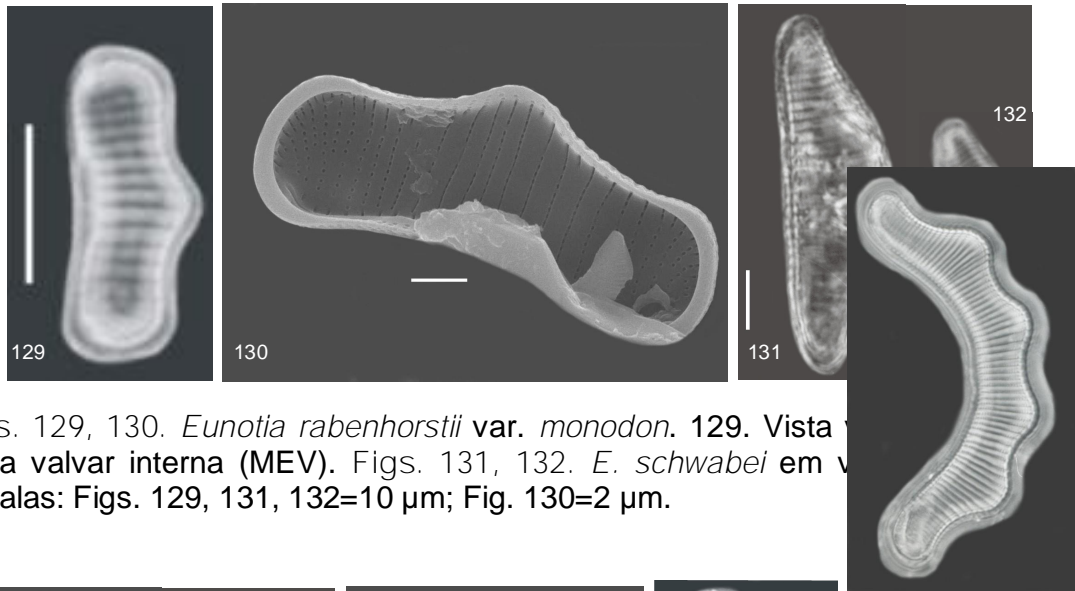 132
129
130
131
s. 129, 130. Eunotia rabenhorstii var. monodon. 129. Vista
a valvar interna (MEV). Figs. 131, 132. E. schwabei em
alas: Figs. 129, 131, 132=10 µm; Fig. 130=2 µm.